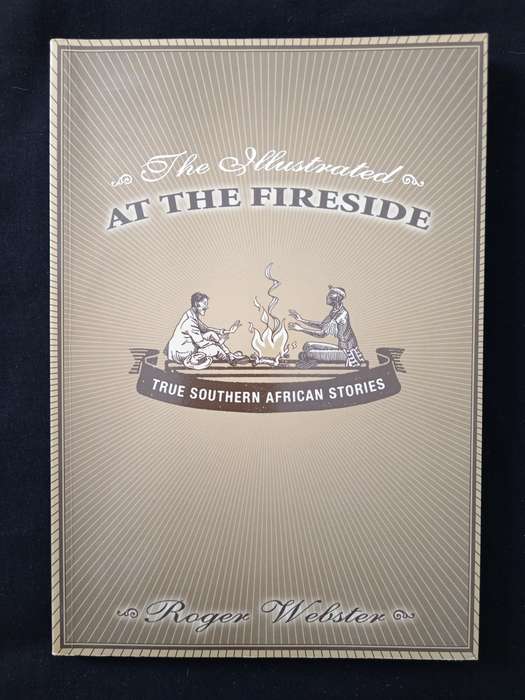 The Illustrated
AT THE FIRESIDE
TRUE SOUTHERN AFRICAN STORIES
Roger Webster